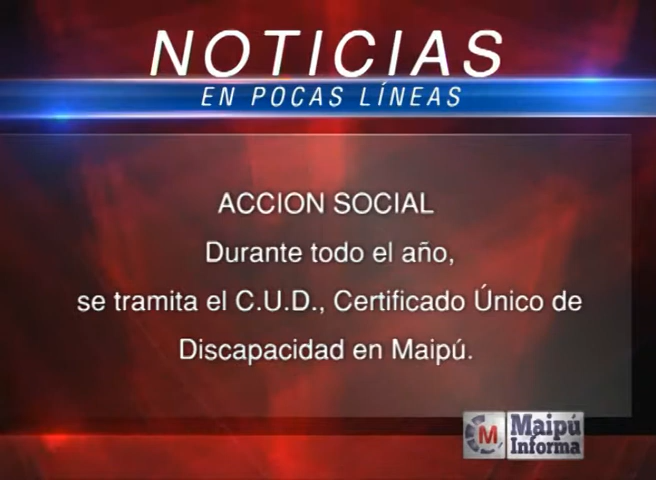 NOTICIAS
EN POCAS LÍNEAS
ACCION SOCIAL
Durante todo el año,
se tramita el C.U.D., Certificado Único de
Discapacidad en Maipú.
M
Maipú
Informa